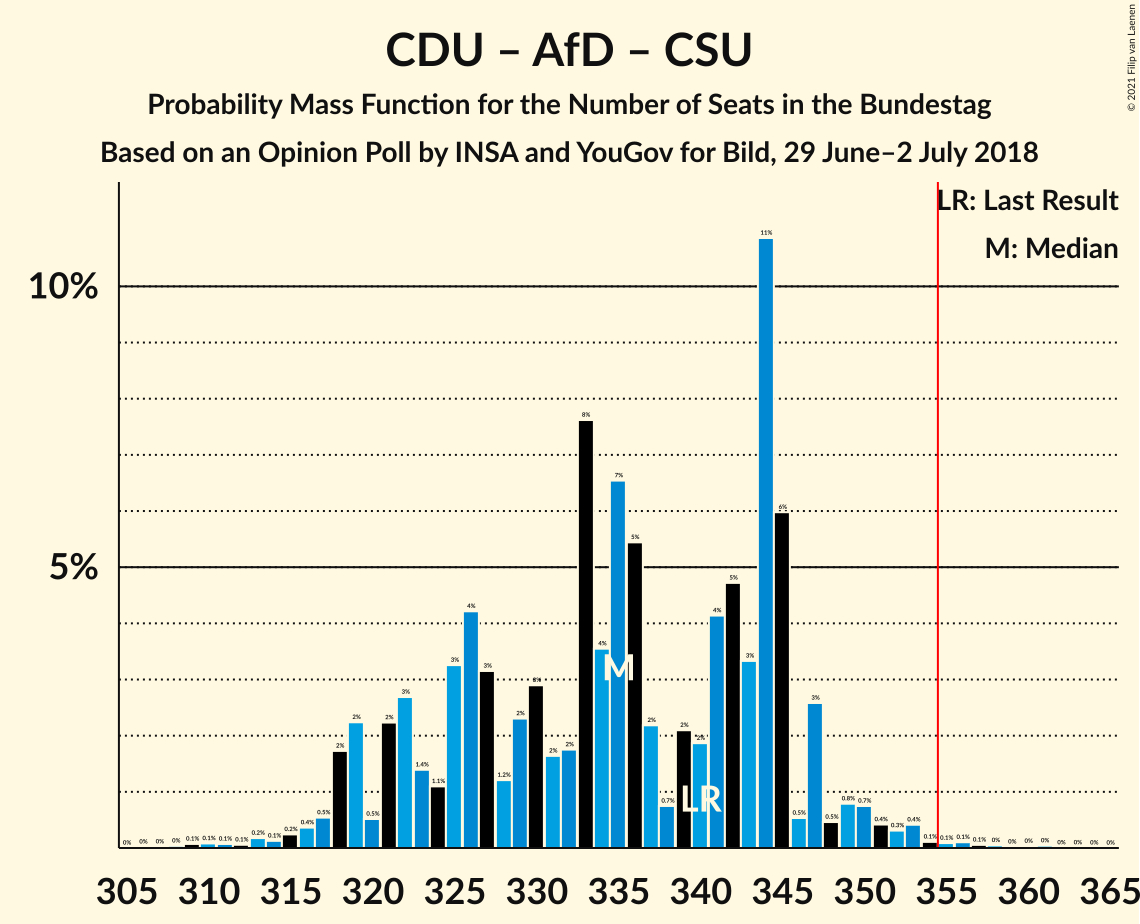 CDU – AfD – CSU
Probability Mass Function for the Number of Seats in the Bundestag
Based on an Opinion Poll by INSA and YouGov for Bild, 29 June–2 July 2018
© 2021 Filip van Laenen
LR: Last Result
M: Median
10%
5%
0% 0% 0% 0% 0.1% 0.1% 0.1% 0.1% 0.2% 0.1% 0.2% 0.4% 0.5% 2% 2% 0.5% 2% 3% 1.4% 1.1% 3% 4% 3% 1.2% 2% 3% 2% 2% 8% 4% 7% 5% 2% 0.7% 2% 2% 4% 5% 3% 11% 6% 0.5% 3% 0.5% 0.8% 0.7% 0.4% 0.3% 0.4% 0.1% 0.1% 0.1% 0.1% 0% 0% 0% 0% 0% 0% 0% 0%
M
LR
305 310 315 320 325 330 335 340 345 350 355 360 365